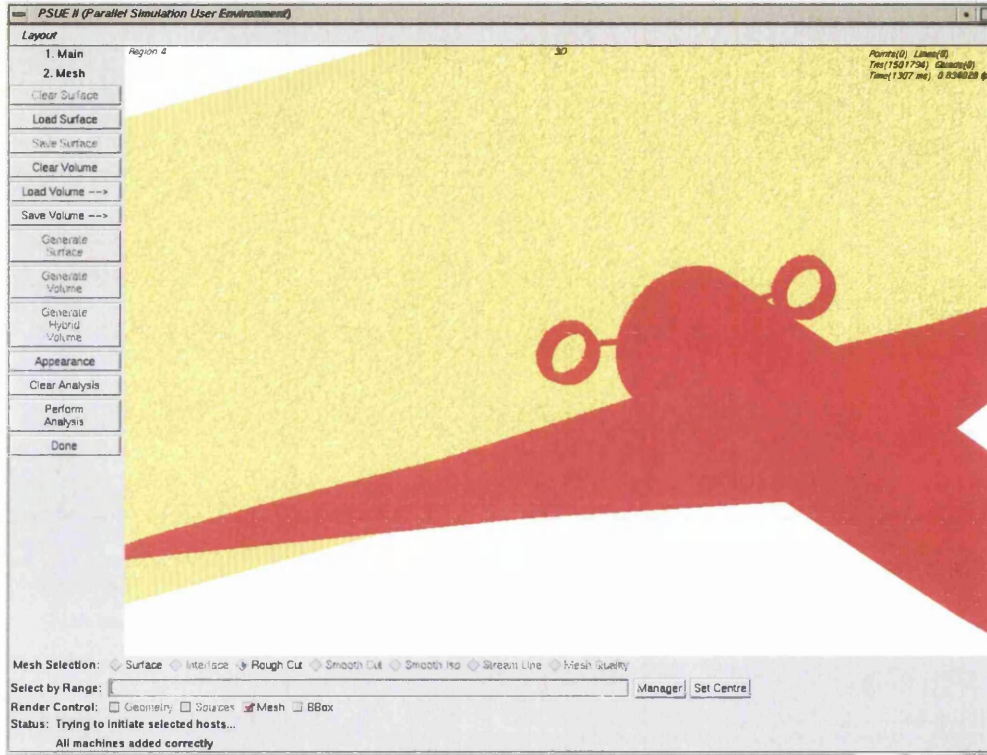 PSUE II (Parallel Simulation User Environment)
Layout
1. Main
2. Mesh
Clear Surface
Load Surface
Save Surface
Clear Volume
Load Volume -->
Save Volume -->
Generate
Surface
Generate
Volume
Generate
Hybrid
Volume
Appearance
Clear Analysis
Perform
Analysis
Done
Region 4
3D
Points(0) Lines(0)
Tris(1501794) Quads(0)
Time(1307 ms)
Mesh Selection: Surface Interface Rough Cut Smooth Cut Smooth Iso Stream Line Mesh Quality
Select by Range: Manager Set Centre
Render Control: Geometry Sources Mesh BBox
Status: Trying to initiate selected hosts...
All machines added correctly